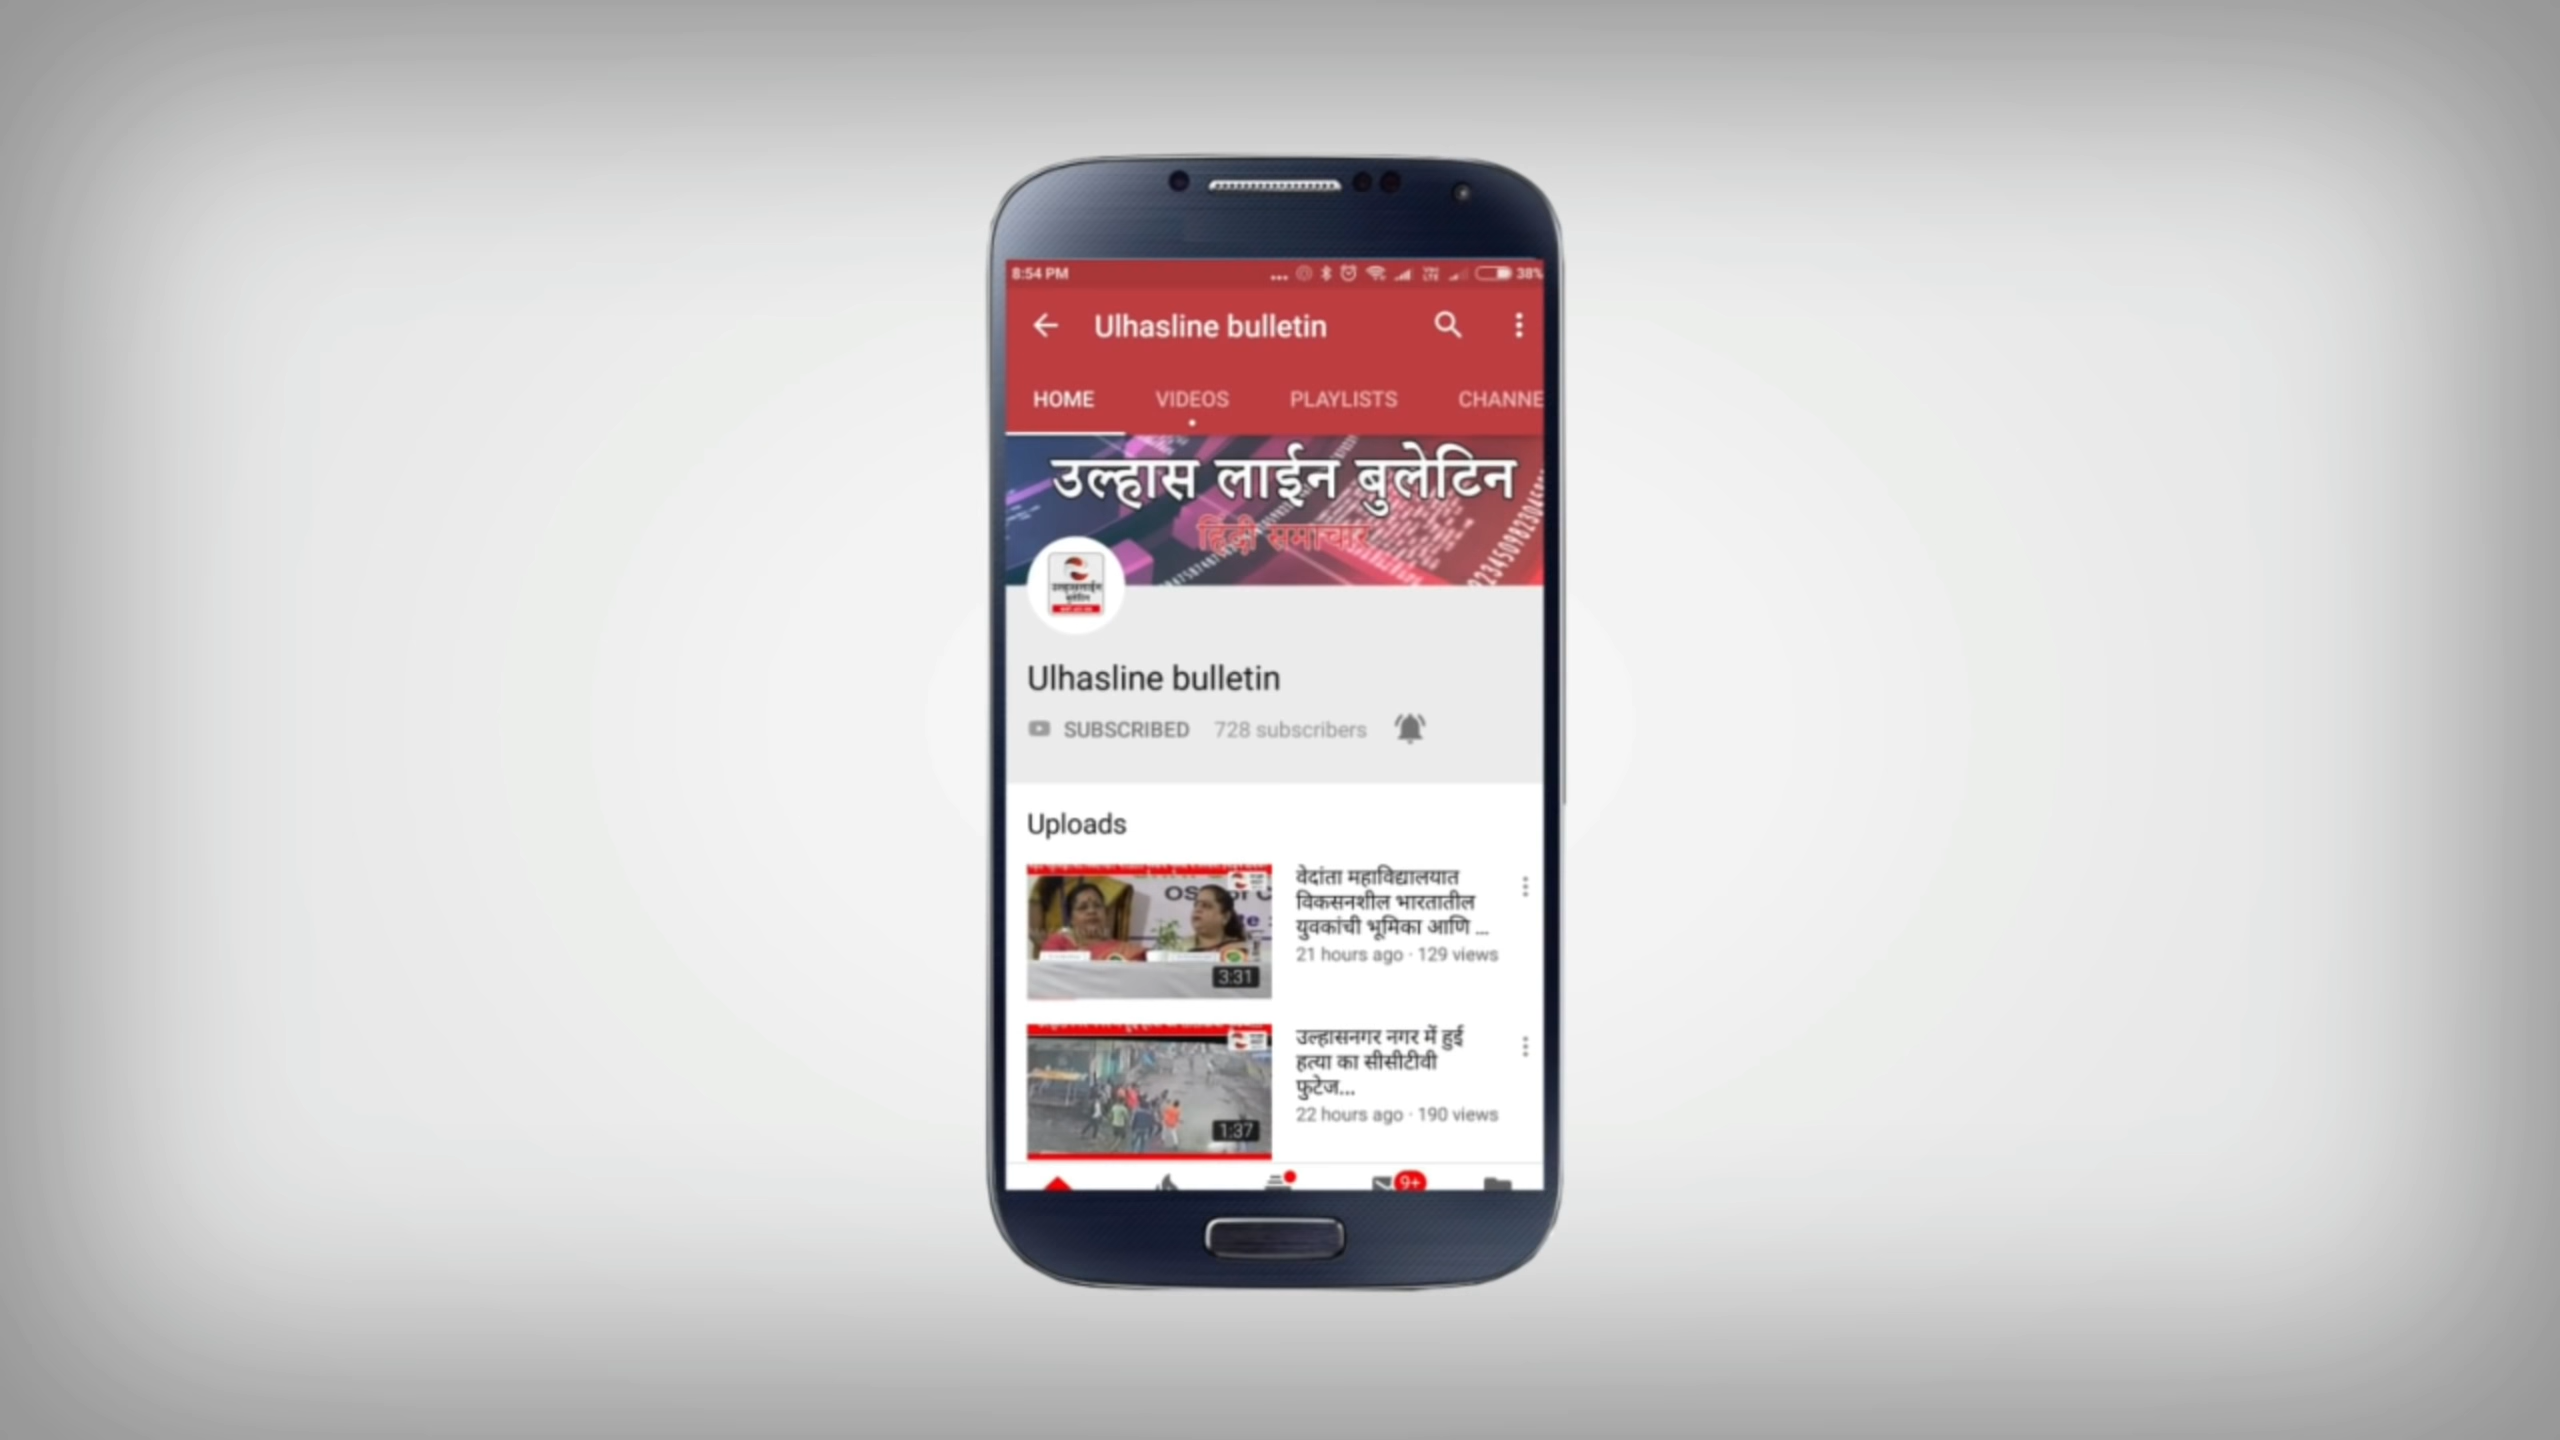 8:54 PM
38%
Ulhasline bulletin
HOME VIDEOS PLAYLISTS CHANNE
उल्हास लाईन बुलेटिन
हिंदी समाचार
Ulhasline bulletin
SUBSCRIBED 728 subscribers
Uploads
OS of C
3:31
वेदांता महाविद्यालयात
विकसनशील भारतातील
युवकांची भूमिका आणि ...
21 hours ago · 129 views
1:37
उल्हासनगर नगर में हुई
हत्या का सीसीटीवी
फुटेज...
22 hours ago · 190 views
9+